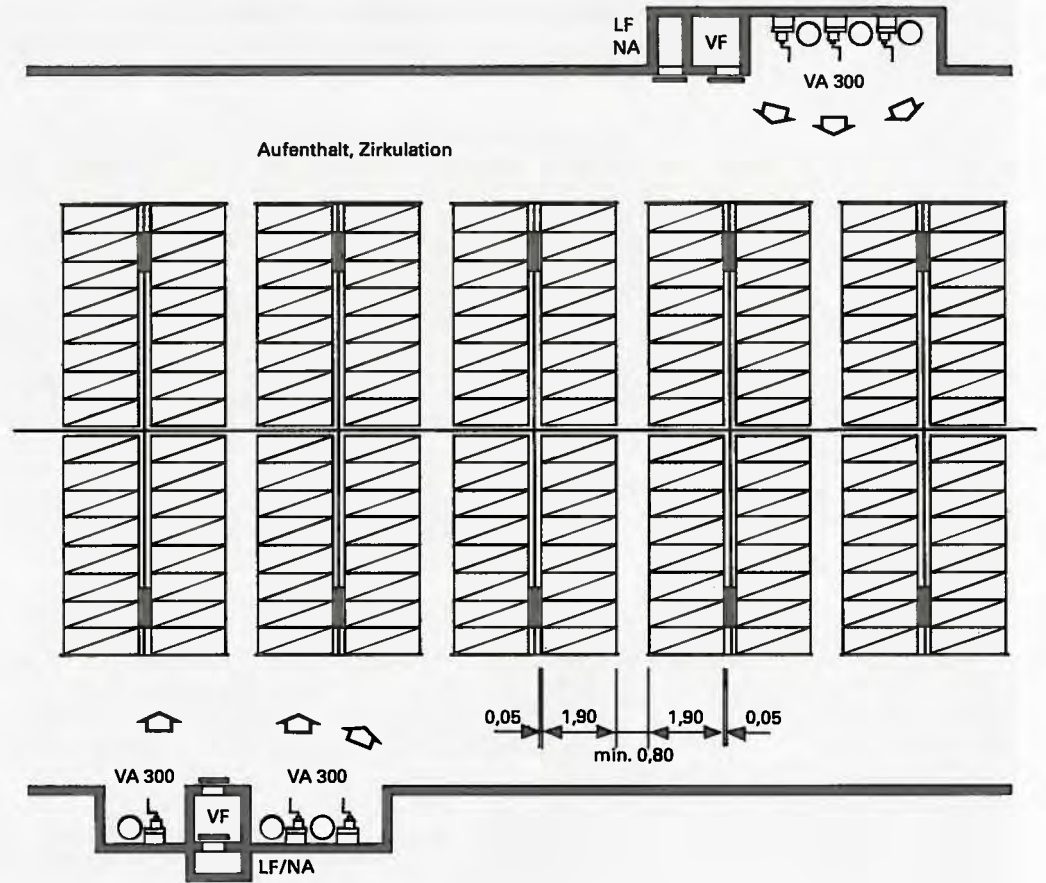 LF
NA
VF
VA 300
Aufenthalt, Zirkulation
0,05
1,90
1,90
0,05
min. 0,80
VA 300
VA 300
VF
LF/NA